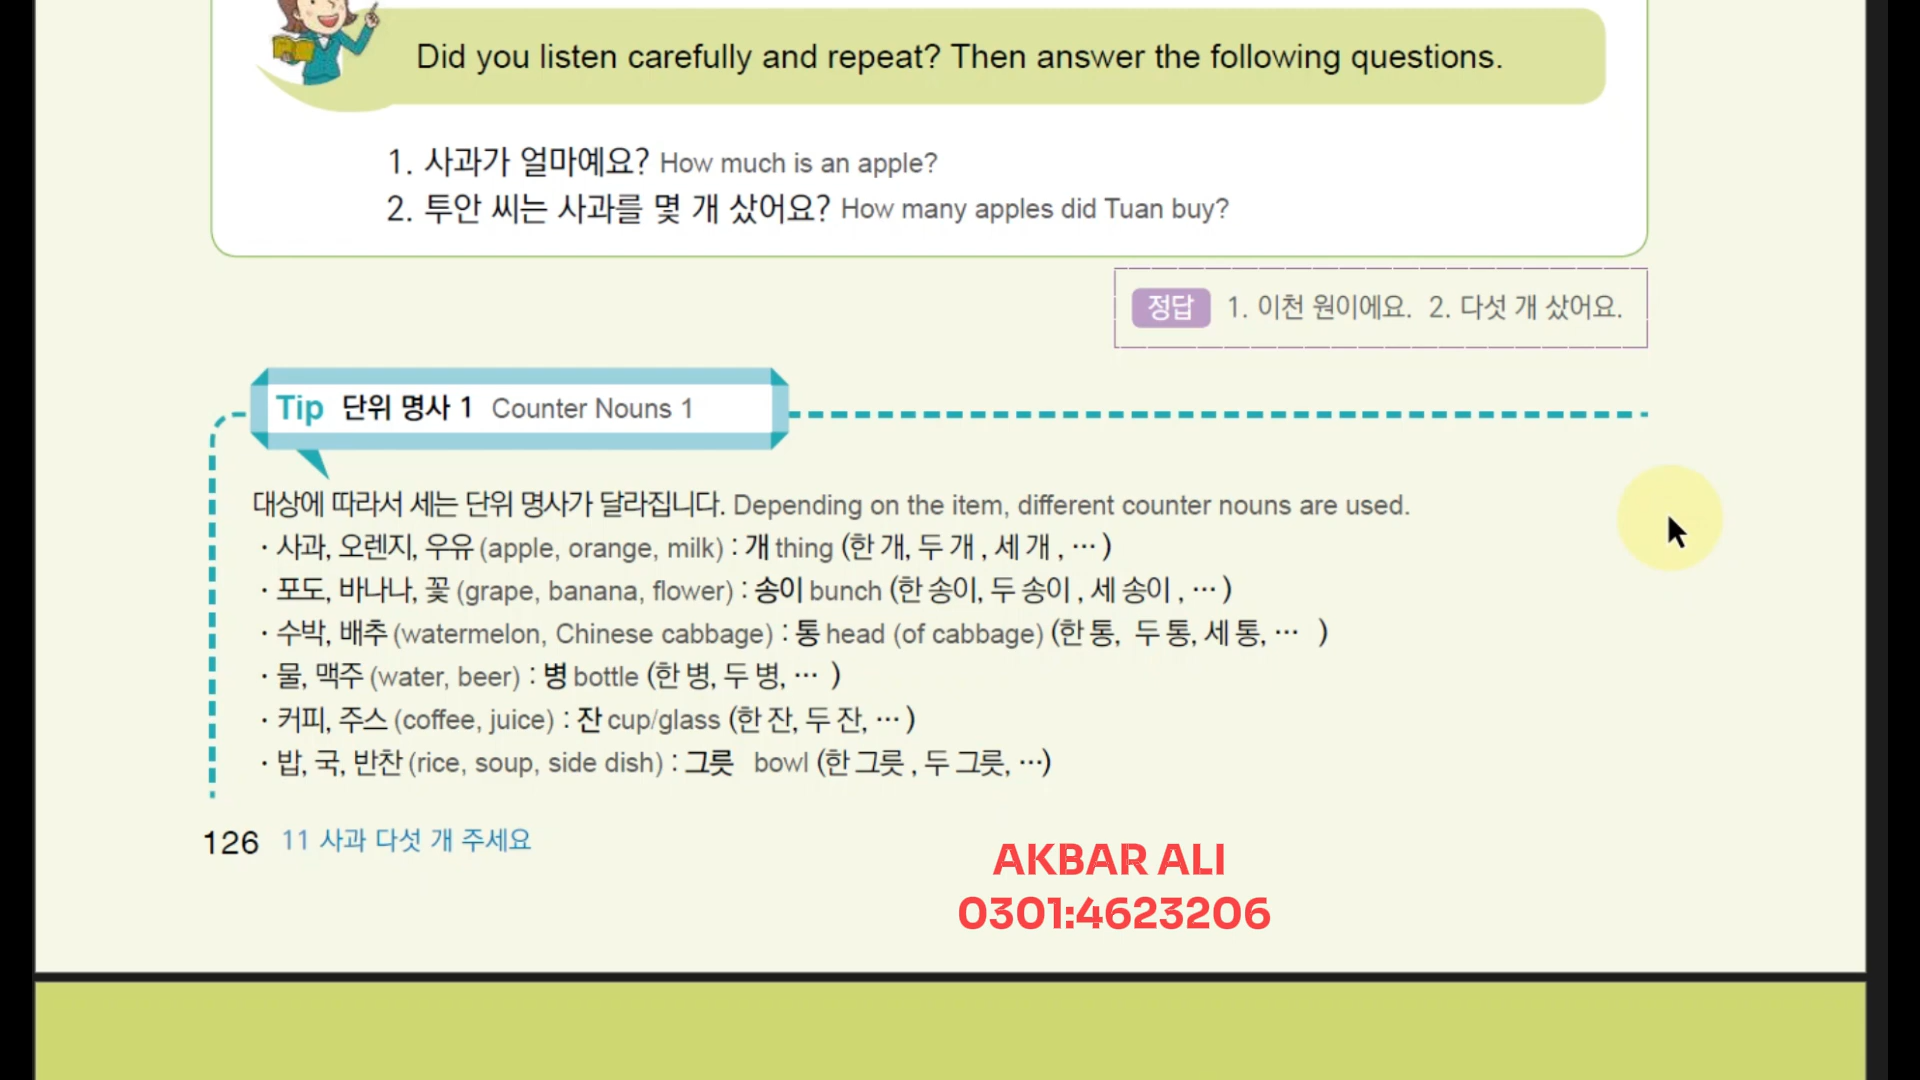 Did you listen carefully and repeat? Then answer the following questions.
1. 사과가 얼마예요? How much is an apple?
2. 투안 씨는 사과를 몇 개 샀어요? How many apples did Tuan buy?
정답 1. 이천 원이에요. 2. 다섯 개 샀어요.
Tip 단위 명사 1 Counter Nouns 1
대상에 따라서 세는 단위 명사가 달라집니다. Depending on the item, different counter nouns are used.
· 사과, 오렌지, 우유 (apple, orange, milk) : 개 thing (한 개, 두 개 , 세 개 , ··· )
· 포도, 바나나, 꽃 (grape, banana, flower) : 송이 bunch (한 송이, 두 송이 , 세 송이 , ··· )
· 수박, 배추 (watermelon, Chinese cabbage) : 통 head (of cabbage) (한 통, 두 통, 세 통, ··· )
· 물, 맥주 (water, beer) : 병 bottle (한 병, 두 병, ··· )
· 커피, 주스 (coffee, juice) : 잔 cup/glass (한 잔, 두 잔, ··· )
· 밥, 국, 반찬 (rice, soup, side dish) : 그릇 bowl (한 그릇 , 두 그릇, ···)
126 11 사과 다섯 개 주세요
AKBAR ALI
0301:4623206